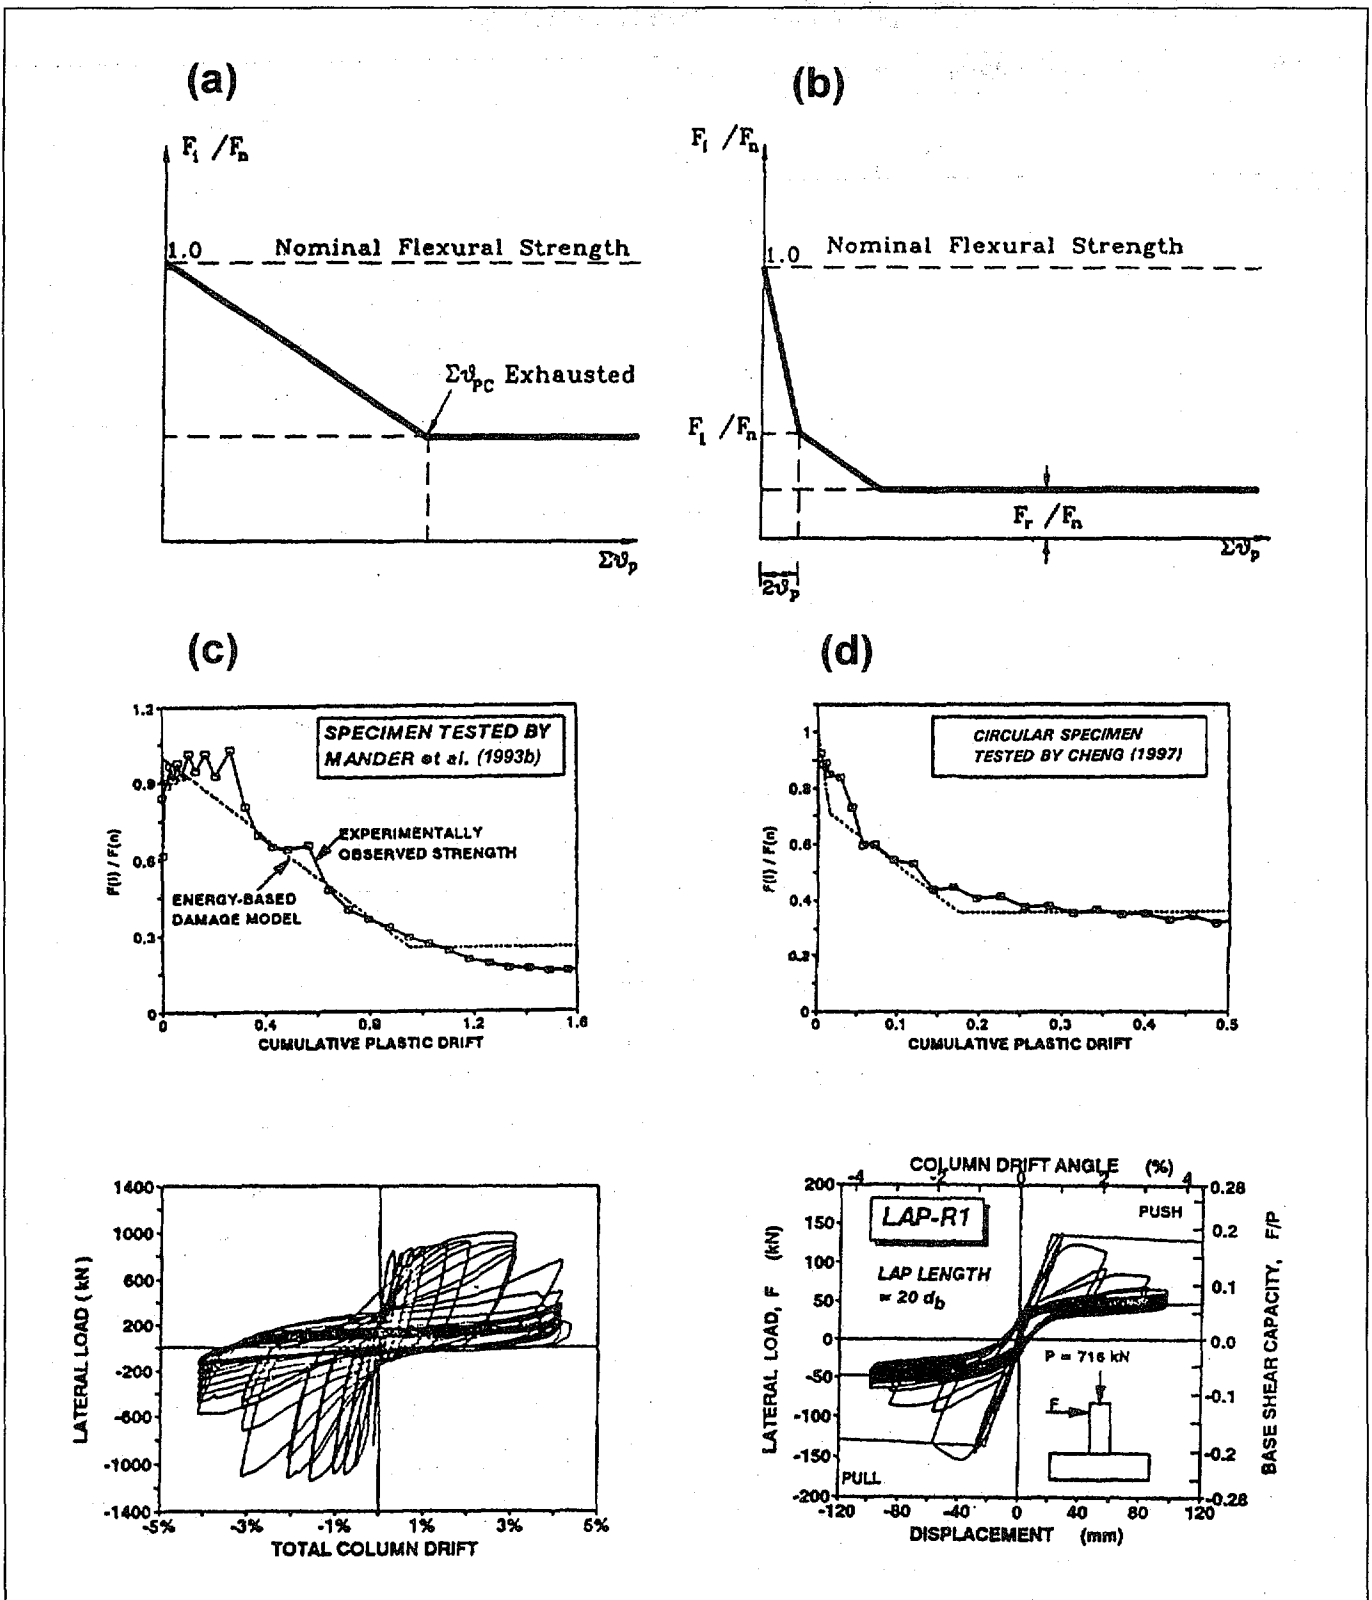 (a)
F_i /F_n
1.0
Nominal Flexural Strength
Σϑ_PC Exhausted
Σϑ_p
(b)
F_i /F_n
1.0
Nominal Flexural Strength
F_i /F_n
F_r /F_n
Σϑ_p
2ϑ_p
(c)
1.2
0.9
0.6
0.3
0
F(i) / F(n)
SPECIMEN TESTED BY
MANDER et al. (1993b)
EXPERIMENTALLY
OBSERVED STRENGTH
ENERGY-BASED
DAMAGE MODEL
0 0.4 0.8 1.2 1.6
CUMULATIVE PLASTIC DRIFT
(d)
1
0.8
0.6
0.4
0.2
0
F(i) / F(n)
CIRCULAR SPECIMEN
TESTED BY CHENG (1997)
0 0.1 0.2 0.3 0.4 0.5
CUMULATIVE PLASTIC DRIFT
1400
1000
600
200
-200
-600
-1000
-1400
LATERAL LOAD ( kN )
-5% -3% -1% 1% 3% 5%
TOTAL COLUMN DRIFT
COLUMN DRIFT ANGLE (%)
-4 -2 0 2 4
200
150
100
50
0
-50
-100
-150
-200
LATERAL LOAD, F (kN)
LAP-R1
LAP LENGTH
= 20 d_b
PUSH
P = 716 kN
F
PULL
0.28
0.2
0.1
0.0
-0.1
-0.2
-0.28
BASE SHEAR CAPACITY, F/P
-120 -80 -40 0 40 80 120
DISPLACEMENT (mm)